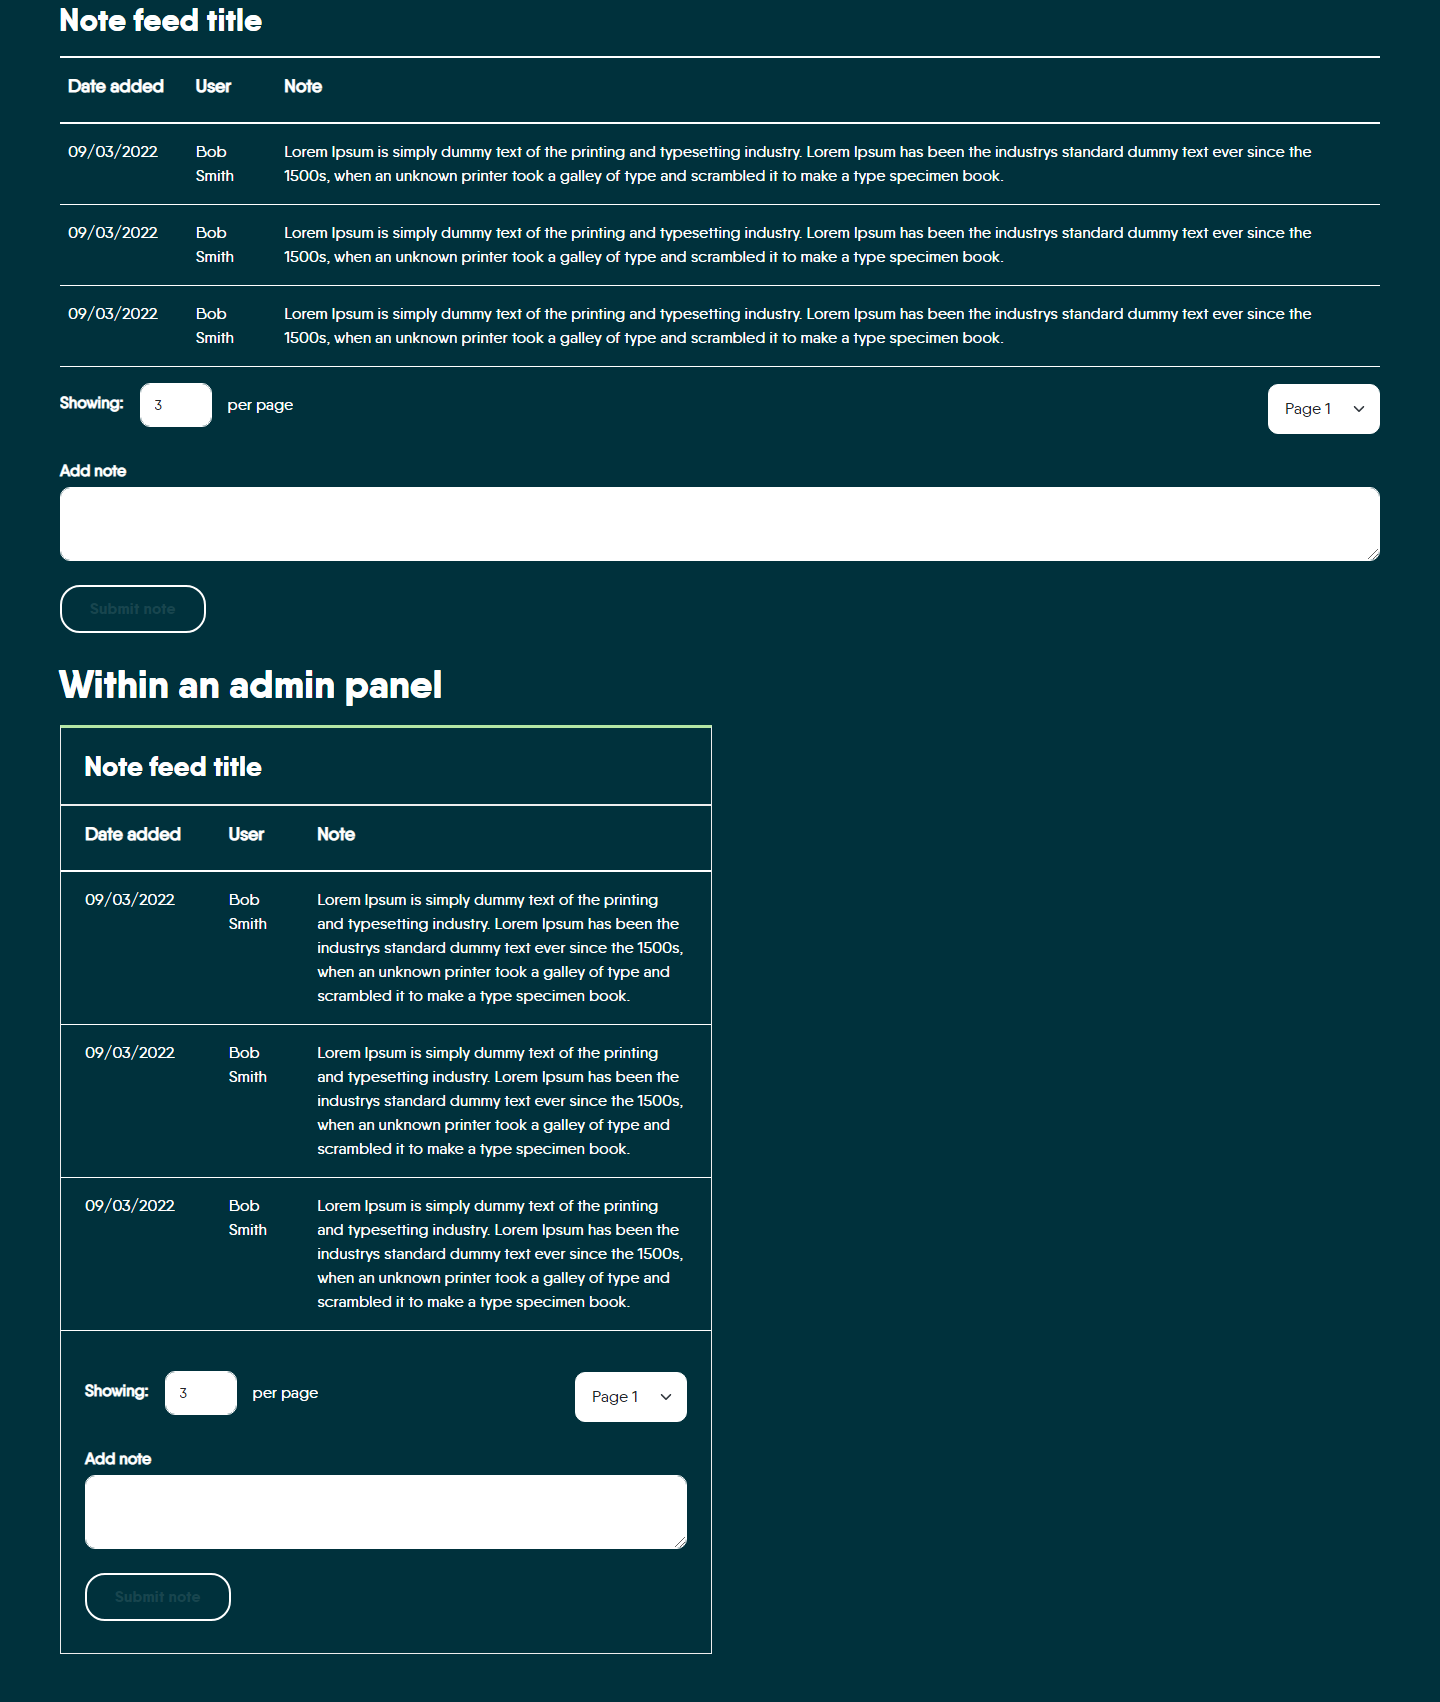 Note feed title
Date added User Note
09/03/2022 Bob Smith Lorem Ipsum is simply dummy text of the printing and typesetting industry. Lorem Ipsum has been the industrys standard dummy text ever since the
1500s, when an unknown printer took a galley of type and scrambled it to make a type specimen book.
09/03/2022 Bob Smith Lorem Ipsum is simply dummy text of the printing and typesetting industry. Lorem Ipsum has been the industrys standard dummy text ever since the
1500s, when an unknown printer took a galley of type and scrambled it to make a type specimen book.
09/03/2022 Bob Smith Lorem Ipsum is simply dummy text of the printing and typesetting industry. Lorem Ipsum has been the industrys standard dummy text ever since the
1500s, when an unknown printer took a galley of type and scrambled it to make a type specimen book.
Showing: 3 per page Page 1
Add note
Submit note
Within an admin panel
Note feed title
Date added User Note
09/03/2022 Bob Smith Lorem Ipsum is simply dummy text of the printing
and typesetting industry. Lorem Ipsum has been the
industrys standard dummy text ever since the 1500s,
when an unknown printer took a galley of type and
scrambled it to make a type specimen book.
09/03/2022 Bob Smith Lorem Ipsum is simply dummy text of the printing
and typesetting industry. Lorem Ipsum has been the
industrys standard dummy text ever since the 1500s,
when an unknown printer took a galley of type and
scrambled it to make a type specimen book.
09/03/2022 Bob Smith Lorem Ipsum is simply dummy text of the printing
and typesetting industry. Lorem Ipsum has been the
industrys standard dummy text ever since the 1500s,
when an unknown printer took a galley of type and
scrambled it to make a type specimen book.
Showing: 3 per page Page 1
Add note
Submit note